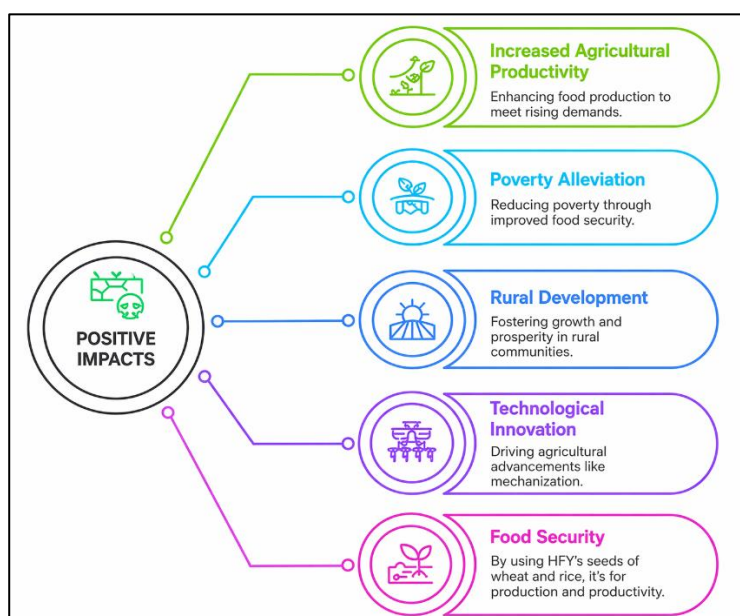 POSITIVE
IMPACTS
Increased Agricultural
Productivity
Enhancing food production to
meet rising demands.
Poverty Alleviation
Reducing poverty through
improved food security.
Rural Development
Fostering growth and
prosperity in rural
communities.
Technological
Innovation
Driving agricultural
advancements like
mechanization.
Food Security
By using HFY's seeds of
wheat and rice, it's for
production and productivity.